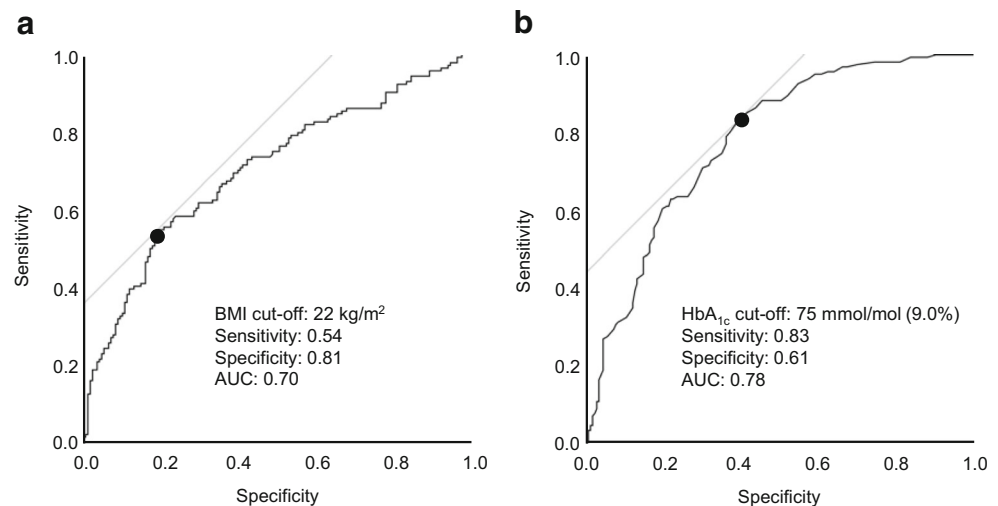 a
b
1.0
0.8
0.6
0.4
0.2
0.0
Sensitivity
BMI cut-off: 22 kg/m²
Sensitivity: 0.54
Specificity: 0.81
AUC: 0.70
0.0 0.2 0.4 0.6 0.8 1.0
Specificity
1.0
0.8
0.6
0.4
0.2
0.0
Sensitivity
HbA₁c cut-off: 75 mmol/mol (9.0%)
Sensitivity: 0.83
Specificity: 0.61
AUC: 0.78
0.0 0.2 0.4 0.6 0.8 1.0
Specificity